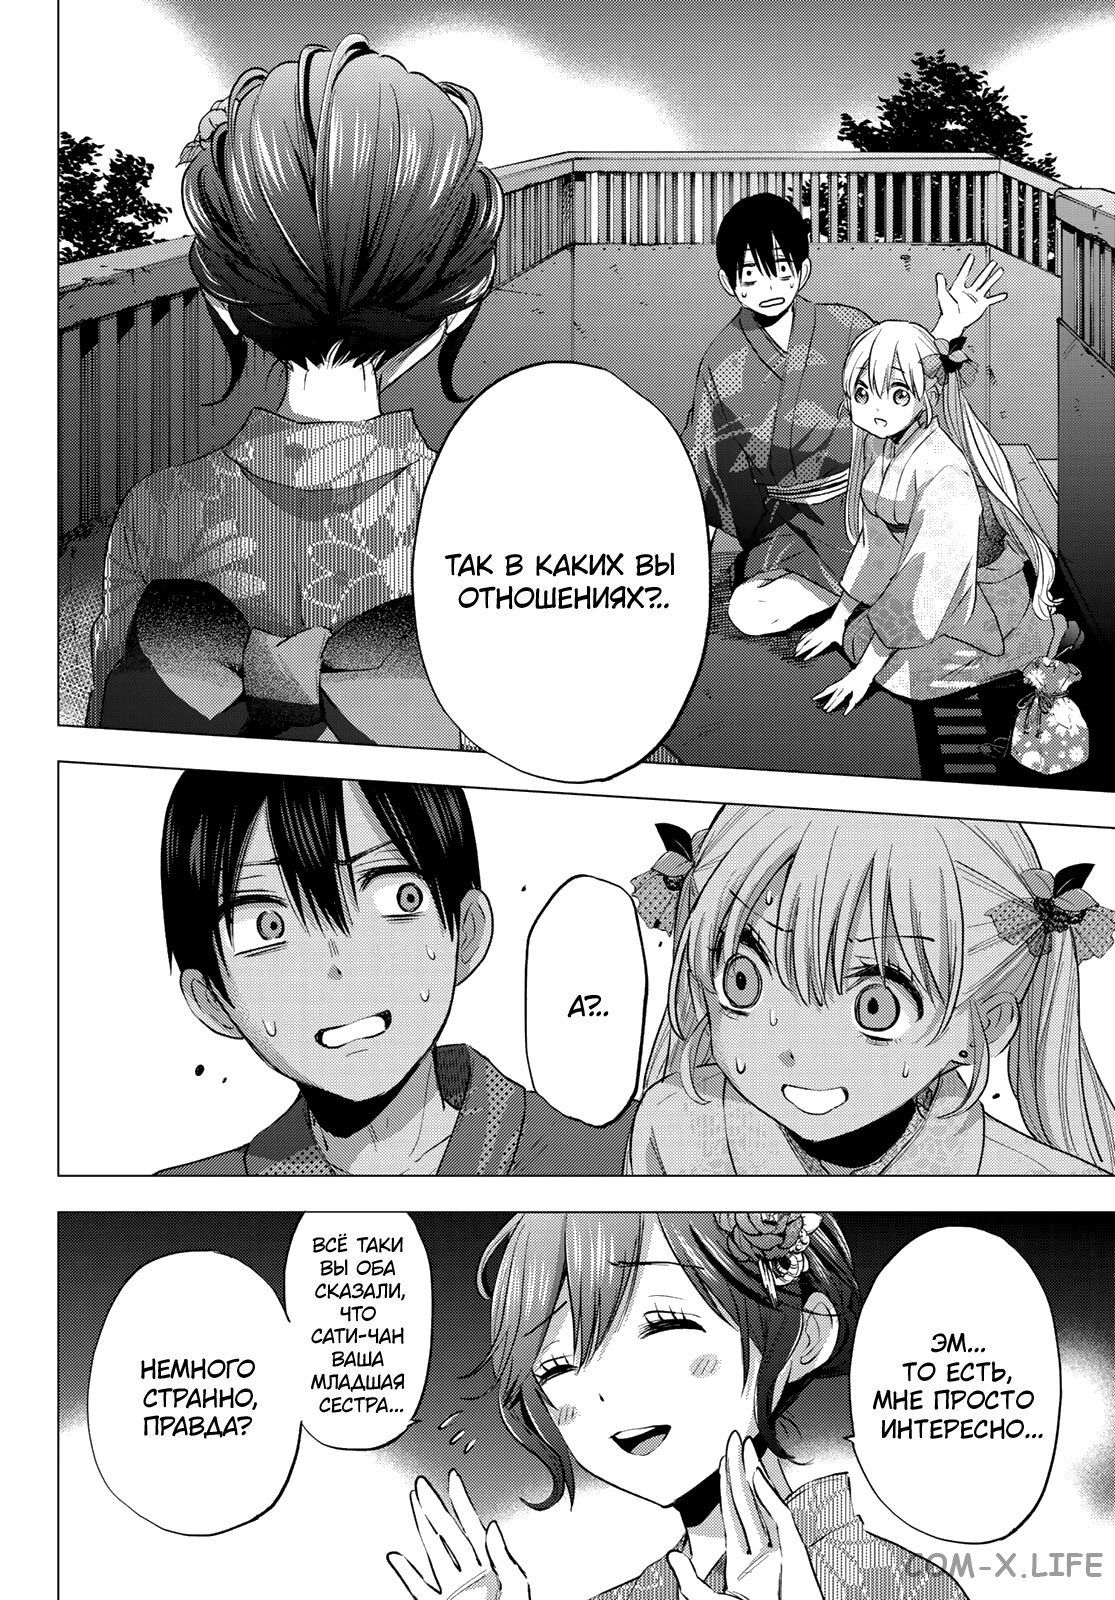 ТАК В КАКИХ ВЫ
ОТНОШЕНИЯХ?..
А?..
ЭМ...
ТО ЕСТЬ,
МНЕ ПРОСТО
ИНТЕРЕСНО...
ВСЁ ТАКИ
ВЫ ОБА
СКАЗАЛИ,
ЧТО
САТИ-ЧАН
ВАША
МЛАДШАЯ
СЕСТРА...
НЕМНОГО
СТРАННО,
ПРАВДА?
COM-X.LIFE